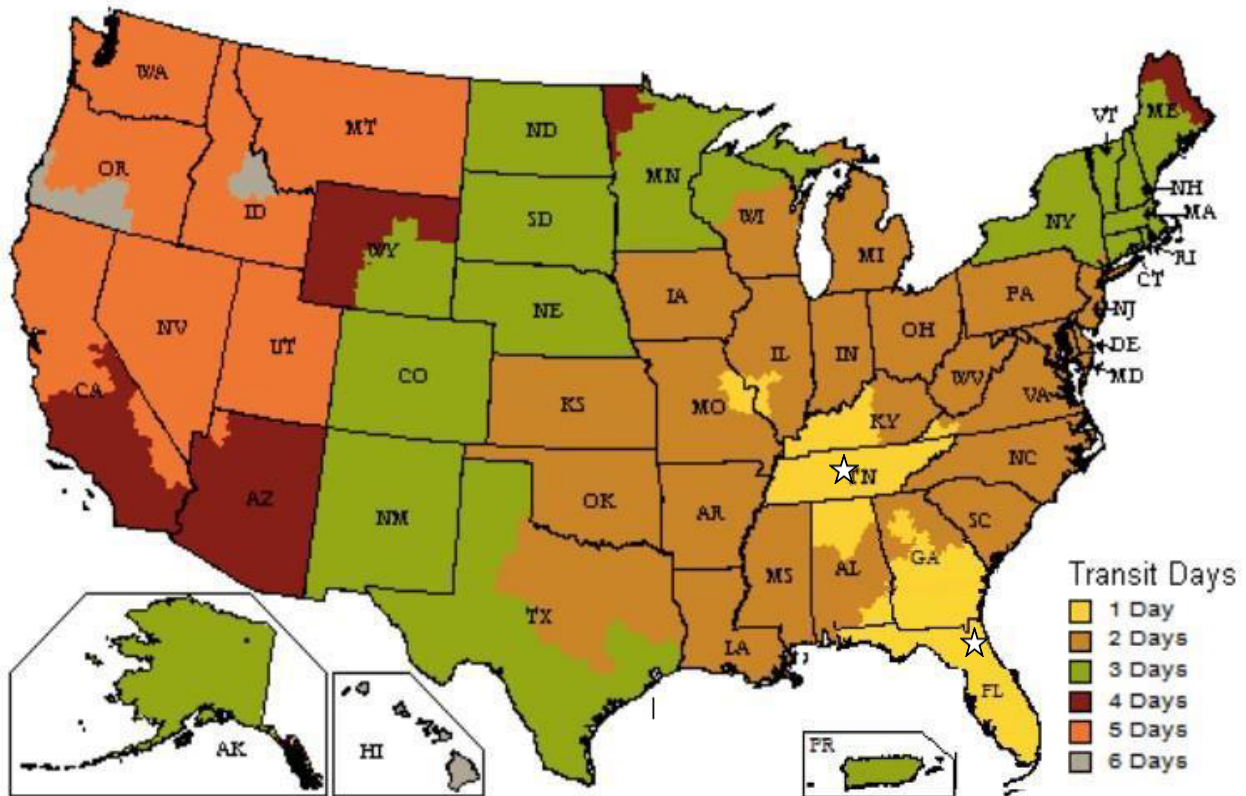 WA
MT
ND
MN
ME
VT
OR
ID
WY
SD
WI
MI
NY
NH
MA
RI
CT
NV
UT
CO
NE
IA
IL
IN
OH
PA
NJ
DE
MD
CA
KS
MO
KY
WV
VA
AZ
NM
OK
AR
TN
NC
SC
TX
LA
MS
AL
GA
FL
AK
HI
PR
Transit Days
1 Day
2 Days
3 Days
4 Days
5 Days
6 Days